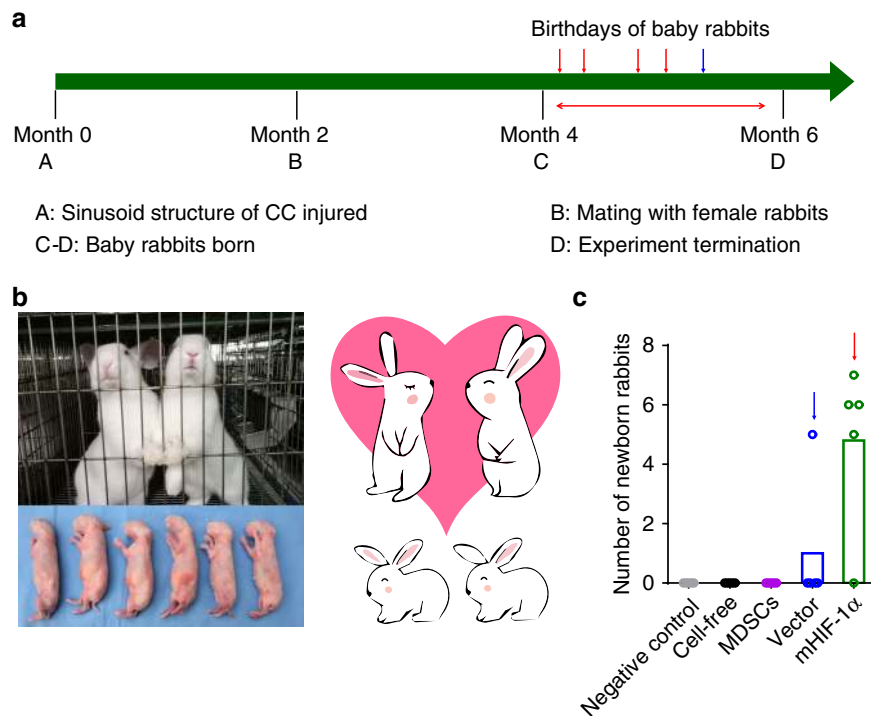 a
Birthdays of baby rabbits
Month 0
Month 2
Month 4
Month 6
A
B
C
D
A: Sinusoid structure of CC injured
B: Mating with female rabbits
C-D: Baby rabbits born
D: Experiment termination
b
c
Number of newborn rabbits
8
6
4
2
0
Negative control
Cell-free
MDSCs
Vector
mHIF-1α